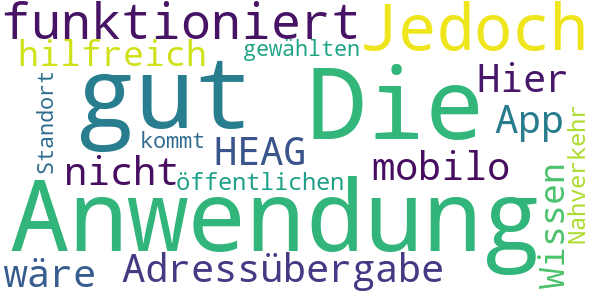 funktioniert
Jedoch
hilfreich
gewählten
gut
Die
Hier
App
Standort
kommt
HEAG
nicht
mobilo
öffentlichen
Nahverkehr
Wissen
Anwendung
wäre
Adressübergabe